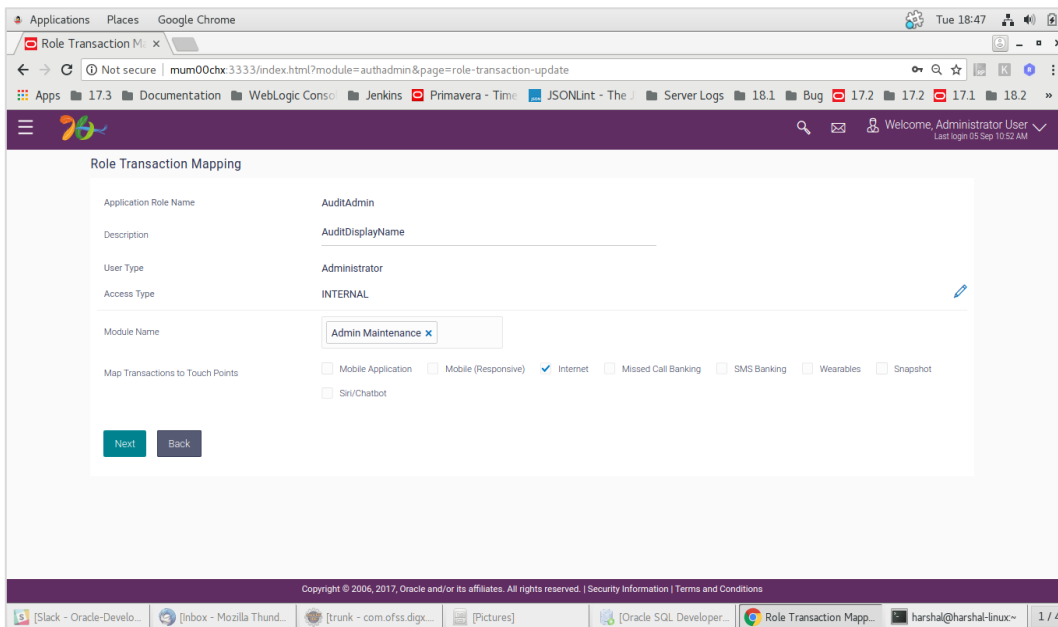 Applications Places Google Chrome Tue 18:47
Role Transaction Ma
Not secure | mum00chx:3333/index.html?module=authadmin&page=role-transaction-update
Apps 17.3 Documentation WebLogic Consol Jenkins Primavera - Time JSONLint - The J Server Logs 18.1 Bug 17.2 17.2 17.1 18.2 »
Welcome, Administrator User
Last login 05 Sep 10:52 AM
Role Transaction Mapping
Application Role Name AuditAdmin
Description AuditDisplayName
User Type Administrator
Access Type INTERNAL
Module Name Admin Maintenance ×
Map Transactions to Touch Points Mobile Application Mobile (Responsive) Internet Missed Call Banking SMS Banking Wearables Snapshot
Siri/Chatbot
Next Back
Copyright © 2006, 2017, Oracle and/or its affiliates. All rights reserved. | Security Information | Terms and Conditions
[Slack - Oracle-Develo... [Inbox - Mozilla Thund... [trunk - com.ofss.digx.... [Pictures] [Oracle SQL Developer... Role Transaction Mapp... harshal@harshal-linux:~ 1 / 4